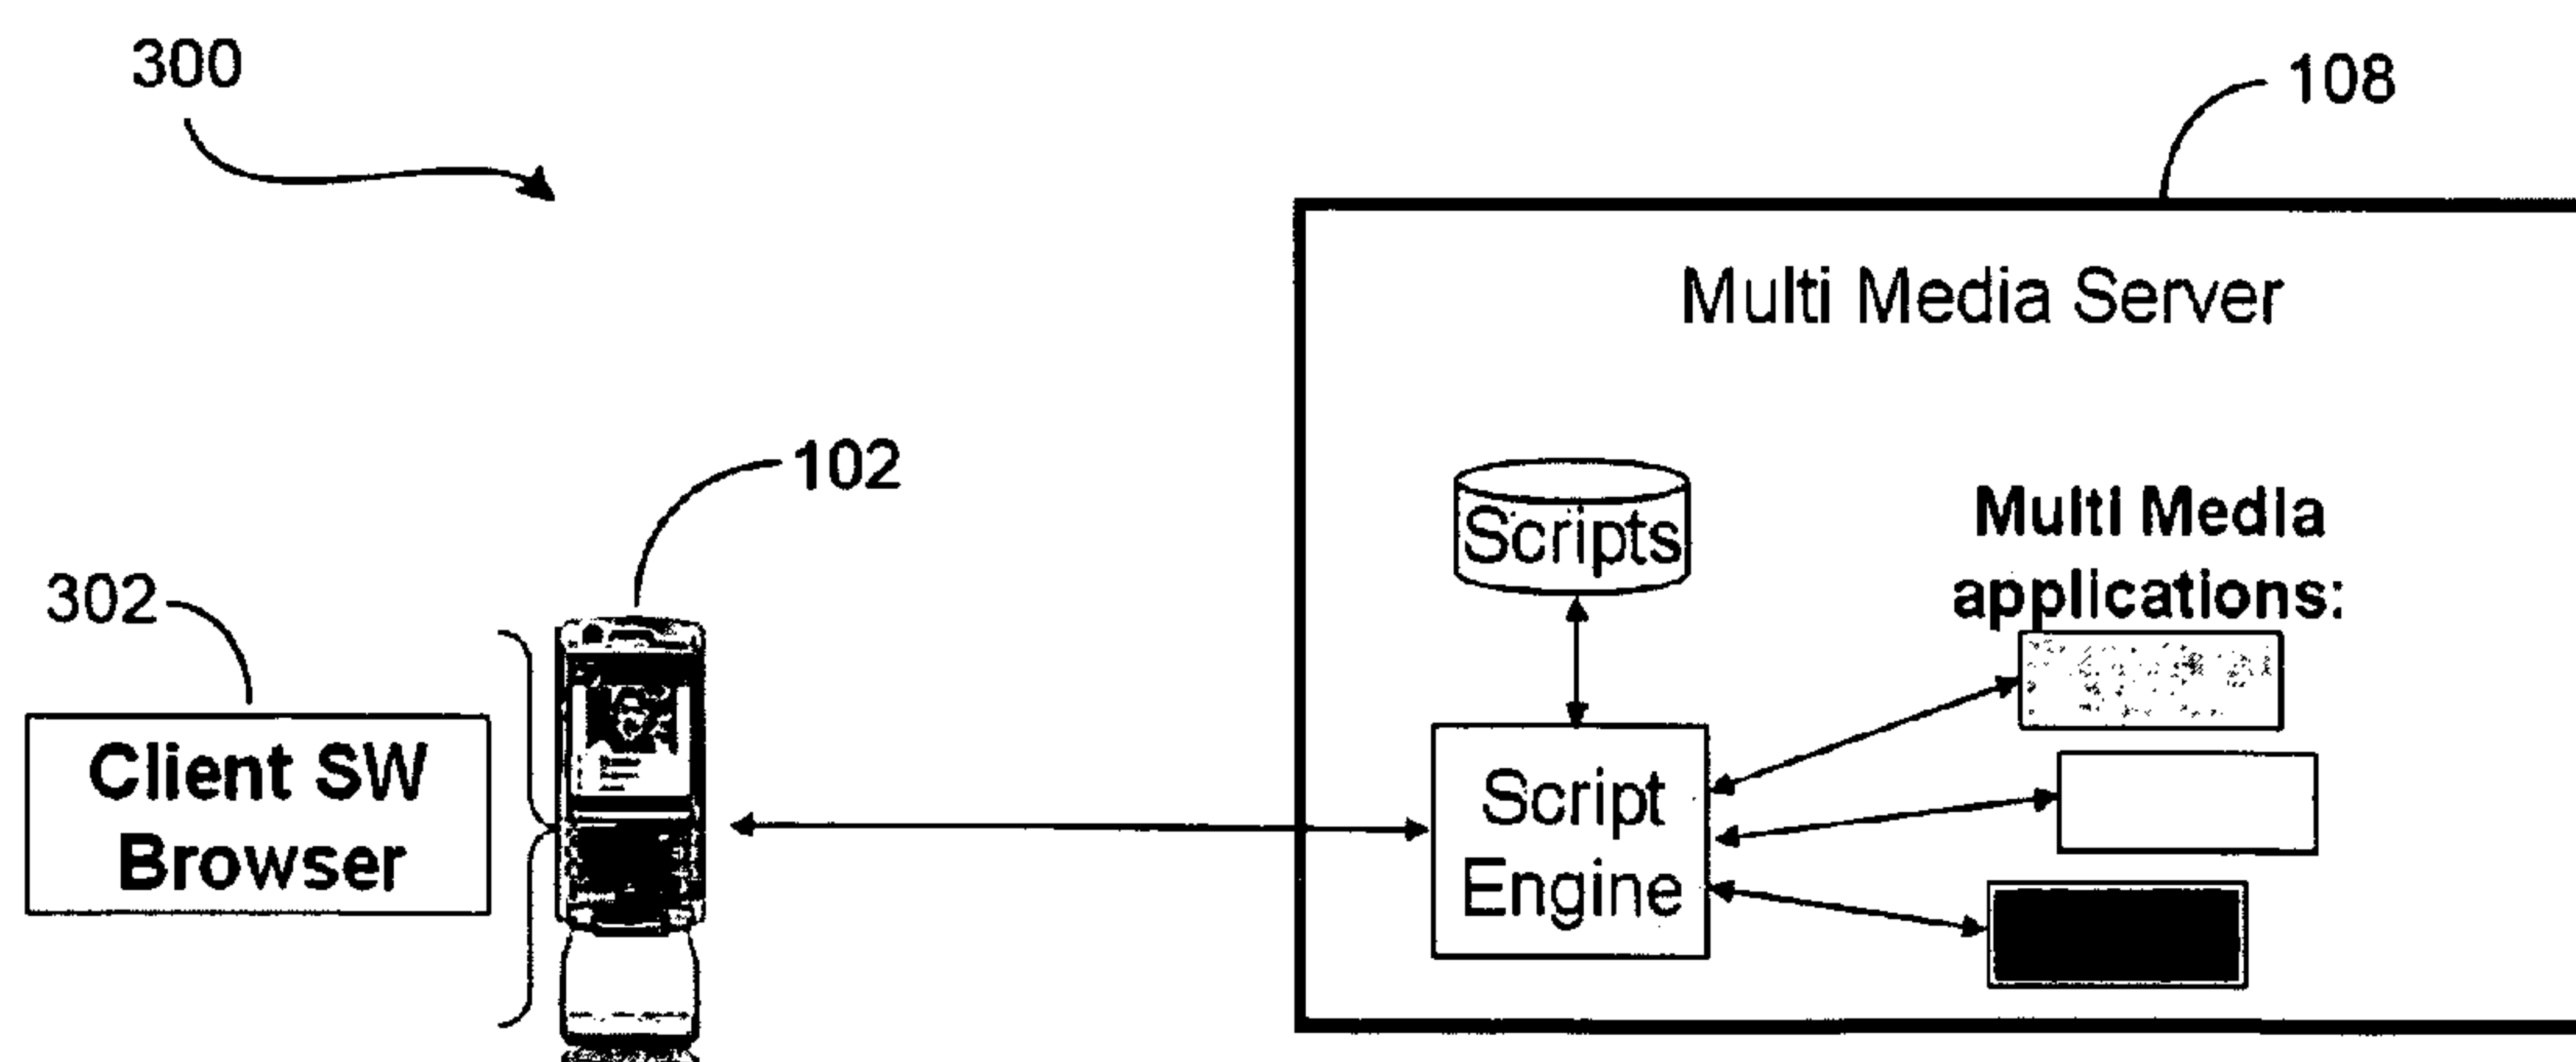 300
108
Multi Media Server
102
Scripts
Multi Media
applications:
302
Client SW
Browser
Script
Engine